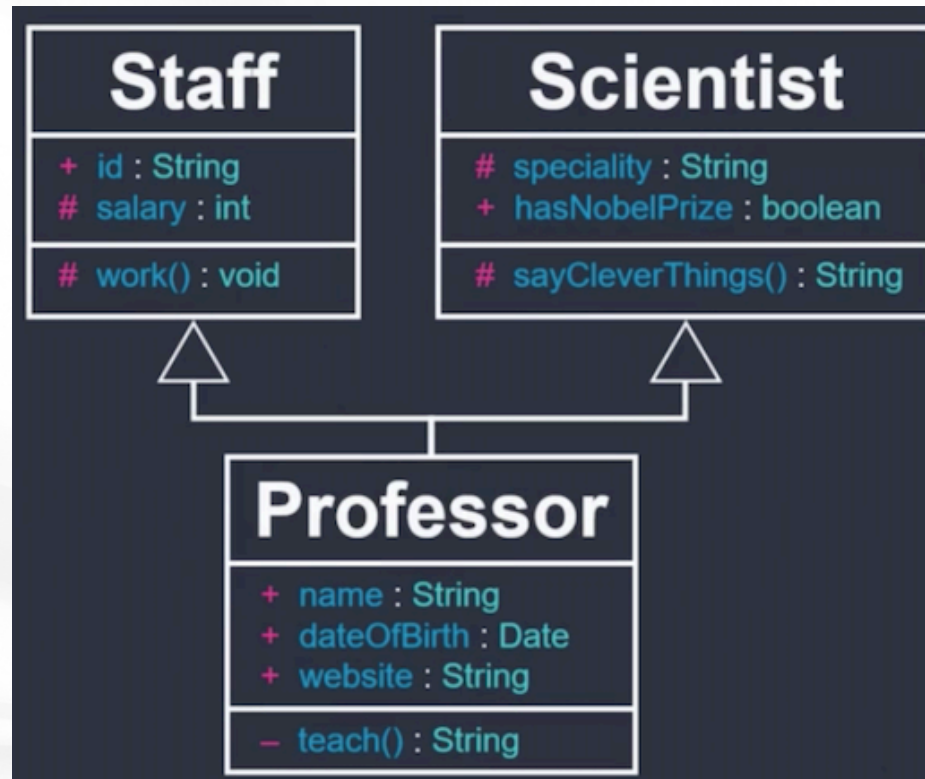 Staff
+ id : String
# salary : int
# work() : void
Scientist
# speciality : String
+ hasNobelPrize : boolean
# sayCleverThings() : String
Professor
+ name : String
+ dateOfBirth : Date
+ website : String
– teach() : String